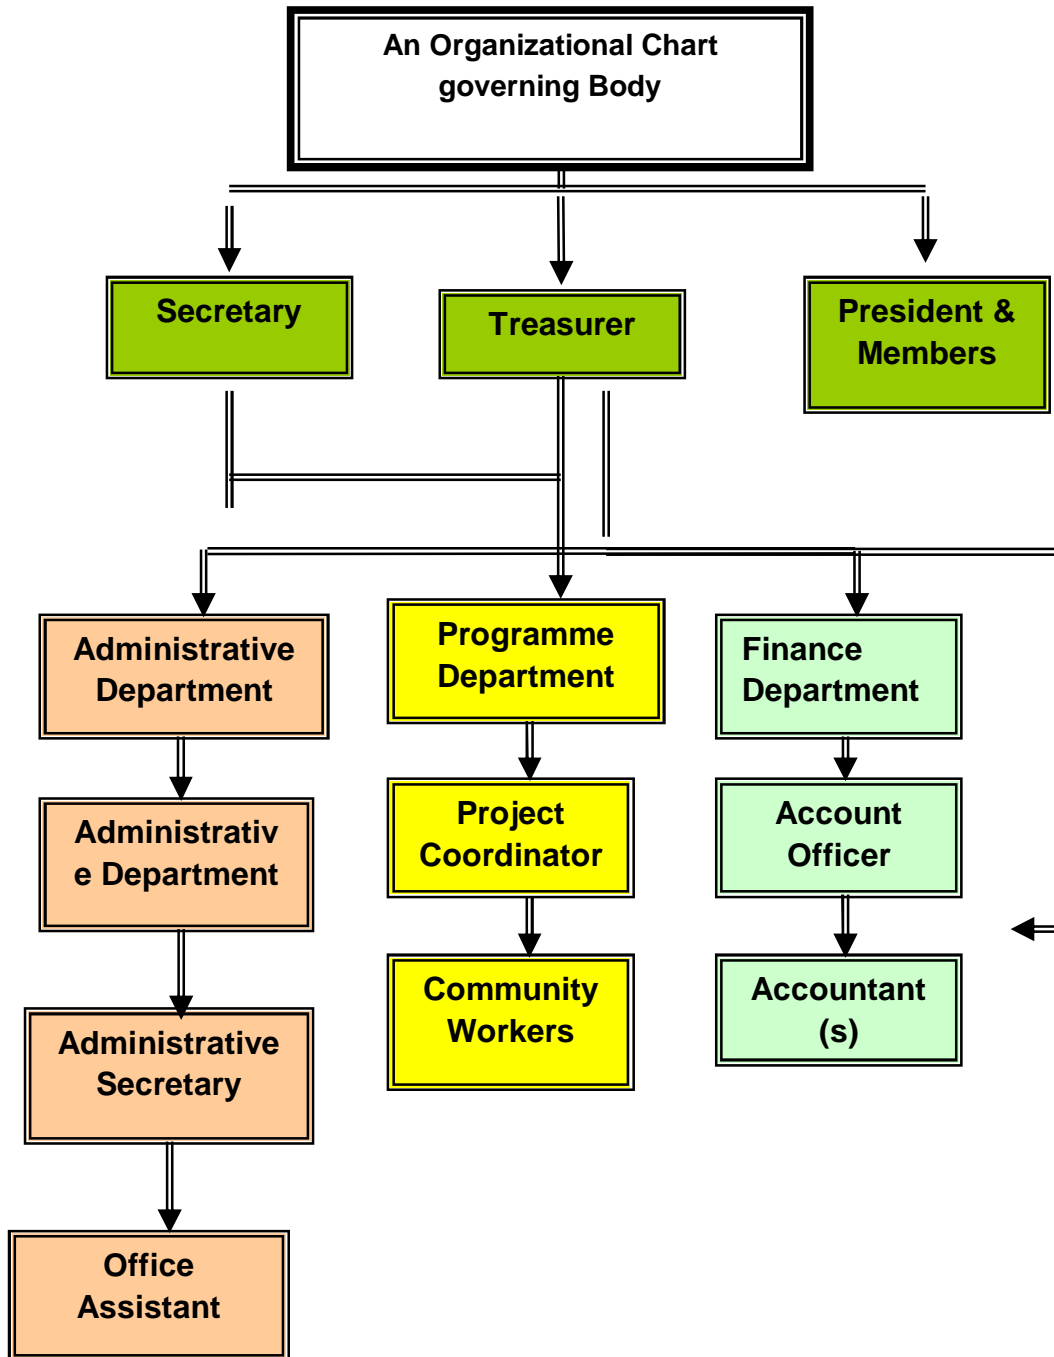 An Organizational Chart
governing Body
Secretary
Treasurer
President &
Members
Administrative
Department
Programme
Department
Finance
Department
Administrativ
e Department
Project
Coordinator
Account
Officer
Administrative
Secretary
Community
Workers
Accountant
(s)
Office
Assistant